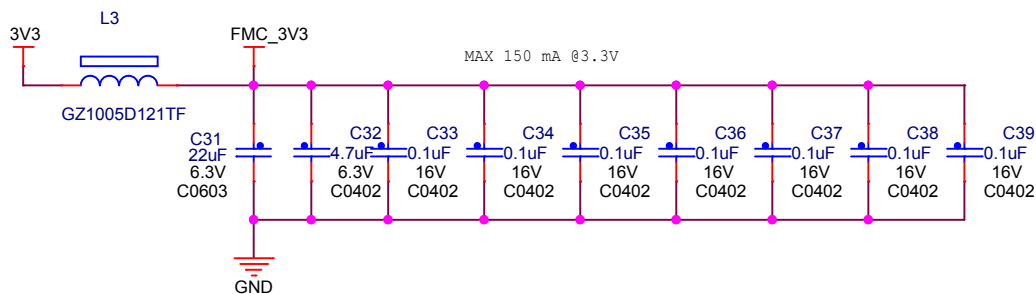 L3
3V3
FMC_3V3
MAX 150 mA @3.3V
GZ1005D121TF
C31
22uF
6.3V
C0603
C32
4.7uF
6.3V
C0402
C33
0.1uF
16V
C0402
C34
0.1uF
16V
C0402
C35
0.1uF
16V
C0402
C36
0.1uF
16V
C0402
C37
0.1uF
16V
C0402
C38
0.1uF
16V
C0402
C39
0.1uF
16V
C0402
GND